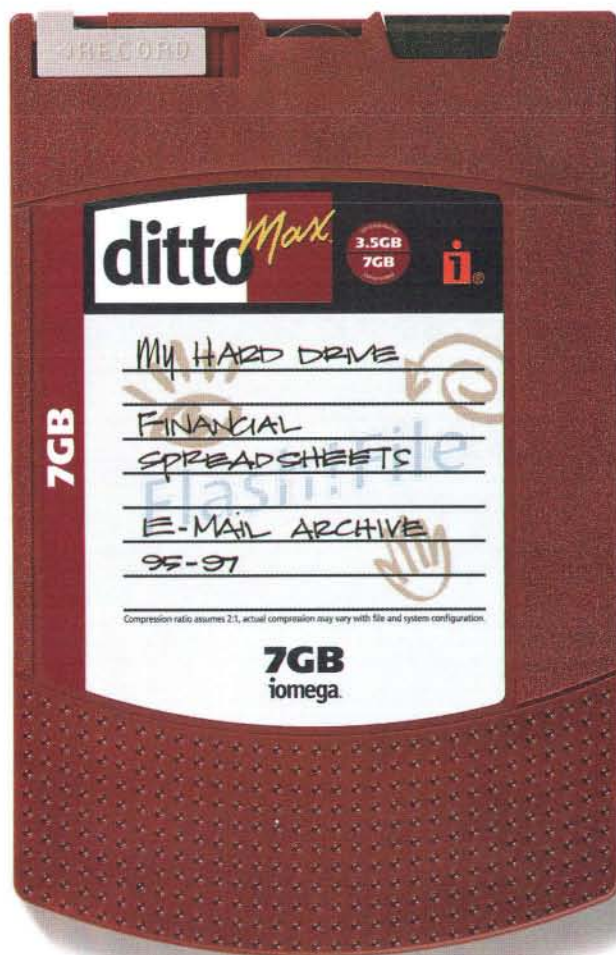 RECORD
ditto Max
3.5GB
7GB
i®
7GB
MY HARD DRIVE
FINANCIAL
SPREADSHEETS
Flash!File
E-MAIL ARCHIVE
95-97
Compression ratio assumes 2:1, actual compression may vary with file and system configuration.
7GB
iomega.